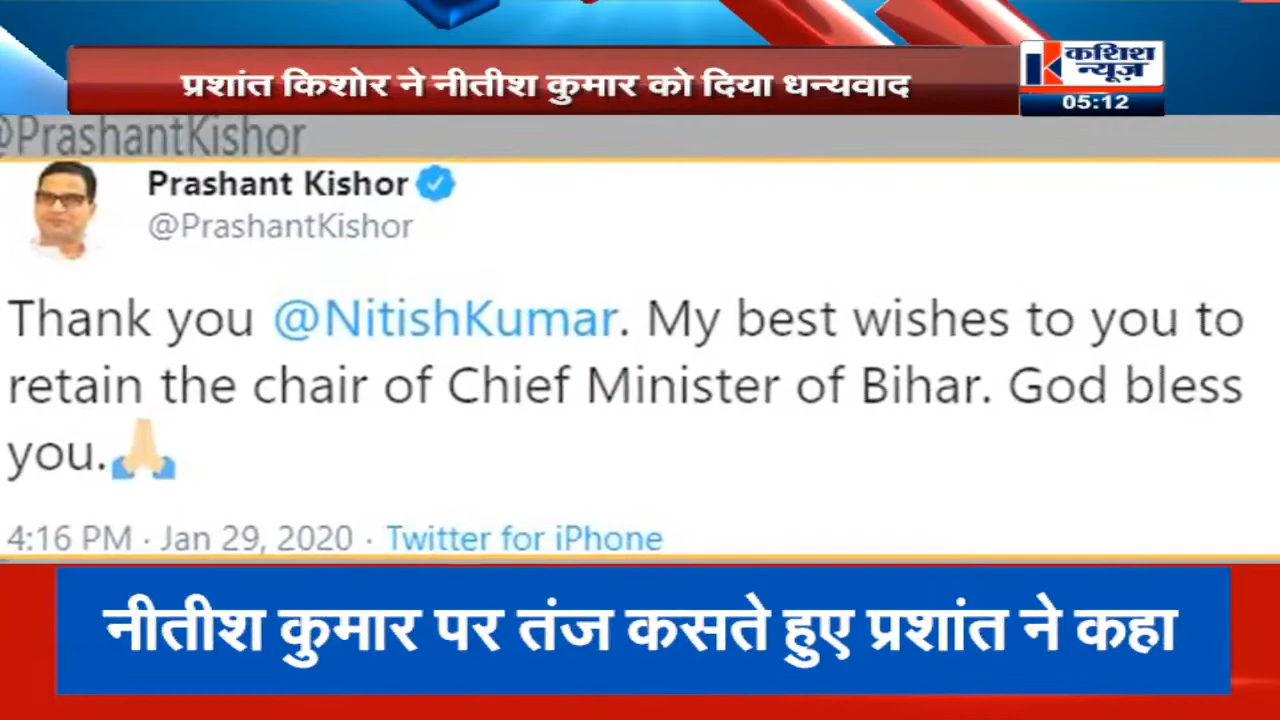 प्रशांत किशोर ने नीतीश कुमार को दिया धन्यवाद
कशिश
न्यूज़
05:12
@PrashantKishor
Prashant Kishor
@PrashantKishor
Thank you @NitishKumar. My best wishes to you to
retain the chair of Chief Minister of Bihar. God bless
you.🙏🏼
4:16 PM · Jan 29, 2020 · Twitter for iPhone
नीतीश कुमार पर तंज कसते हुए प्रशांत ने कहा